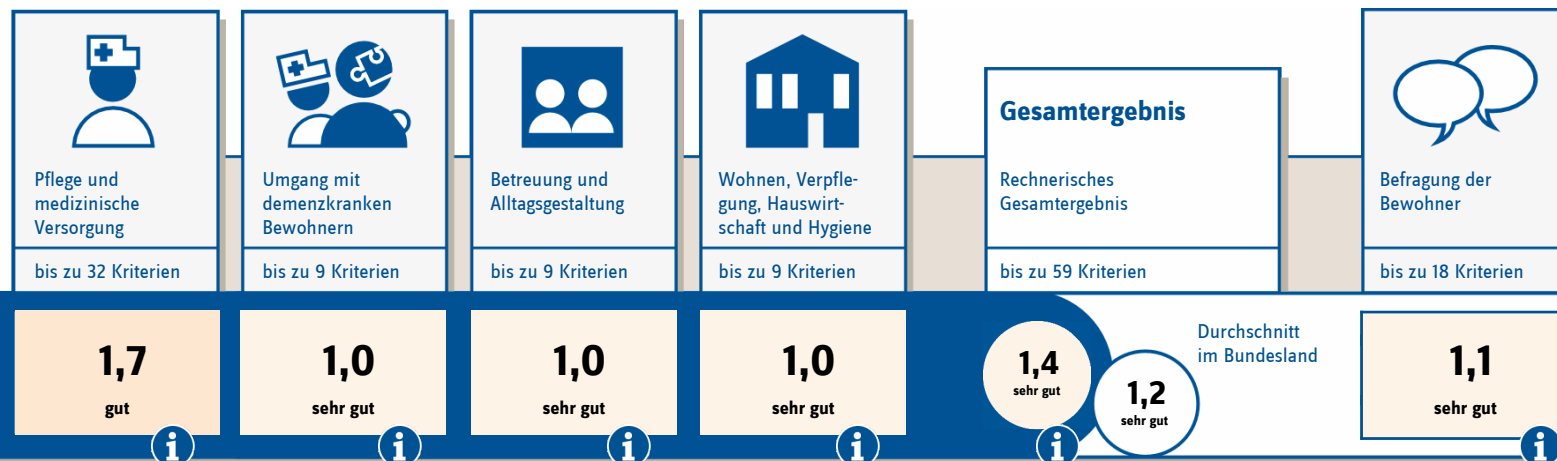 Pflege und
medizinische
Versorgung
bis zu 32 Kriterien
1,7
gut
i
Umgang mit
demenzkranken
Bewohnern
bis zu 9 Kriterien
1,0
sehr gut
i
Betreuung und
Alltagsgestaltung
bis zu 9 Kriterien
1,0
sehr gut
i
Wohnen, Verpfle-
gung, Hauswirt-
schaft und Hygiene
bis zu 9 Kriterien
1,0
sehr gut
i
Gesamtergebnis
Rechnerisches
Gesamtergebnis
bis zu 59 Kriterien
1,4
sehr gut
i
1,2
sehr gut
Durchschnitt
im Bundesland
Befragung der
Bewohner
bis zu 18 Kriterien
1,1
sehr gut
i